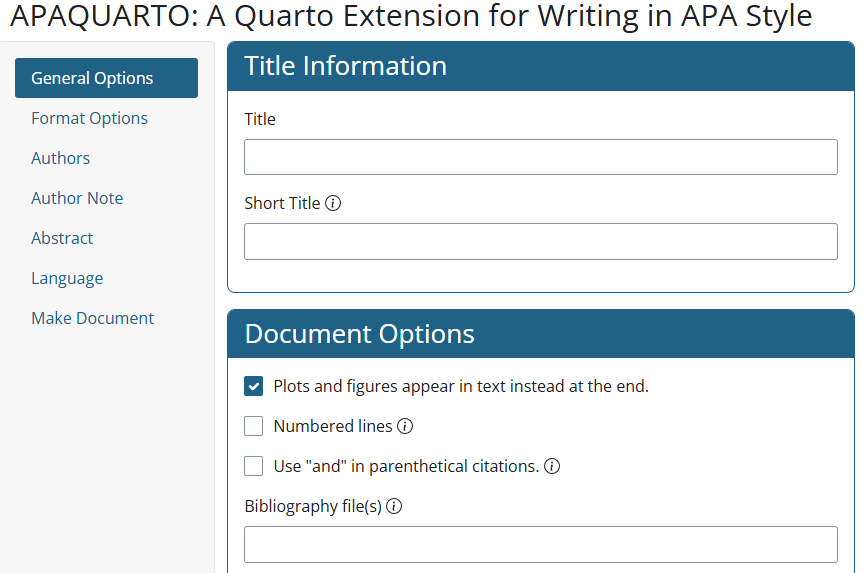 APAQUARTO: A Quarto Extension for Writing in APA Style
General Options
Format Options
Authors
Author Note
Abstract
Language
Make Document
Title Information
Title
Short Title
Document Options
Plots and figures appear in text instead at the end.
Numbered lines
Use "and" in parenthetical citations.
Bibliography file(s)